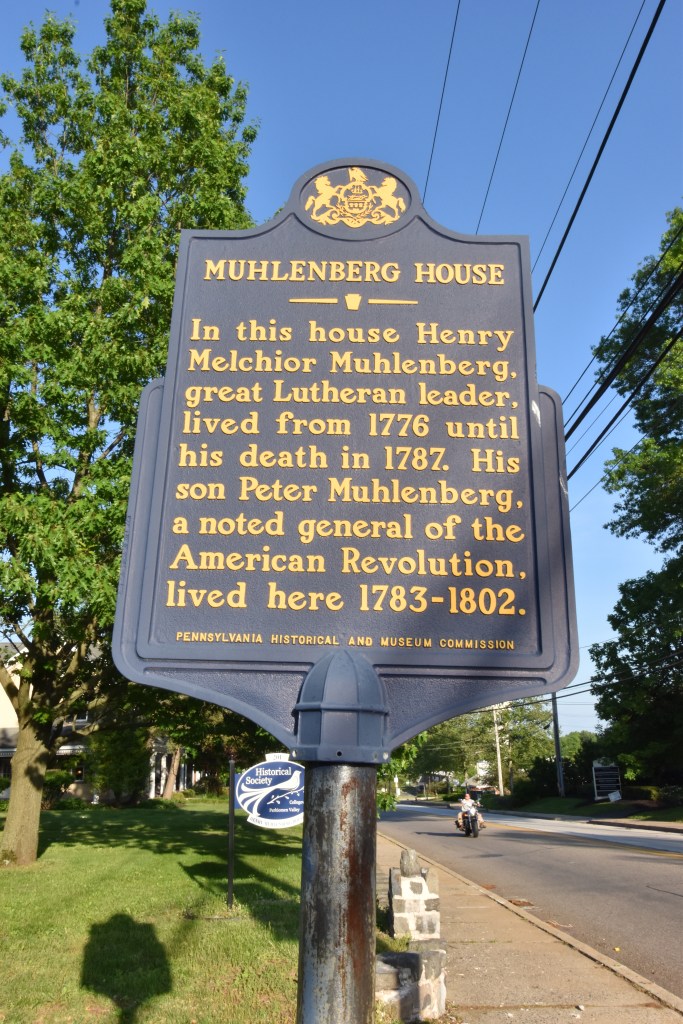 MUHLENBERG HOUSE
In this house Henry
Melchior Muhlenberg,
great Lutheran leader,
lived from 1776 until
his death in 1787. His
son Peter Muhlenberg,
a noted general of the
American Revolution,
lived here 1783-1802.
PENNSYLVANIA HISTORICAL AND MUSEUM COMMISSION
Historical
Society